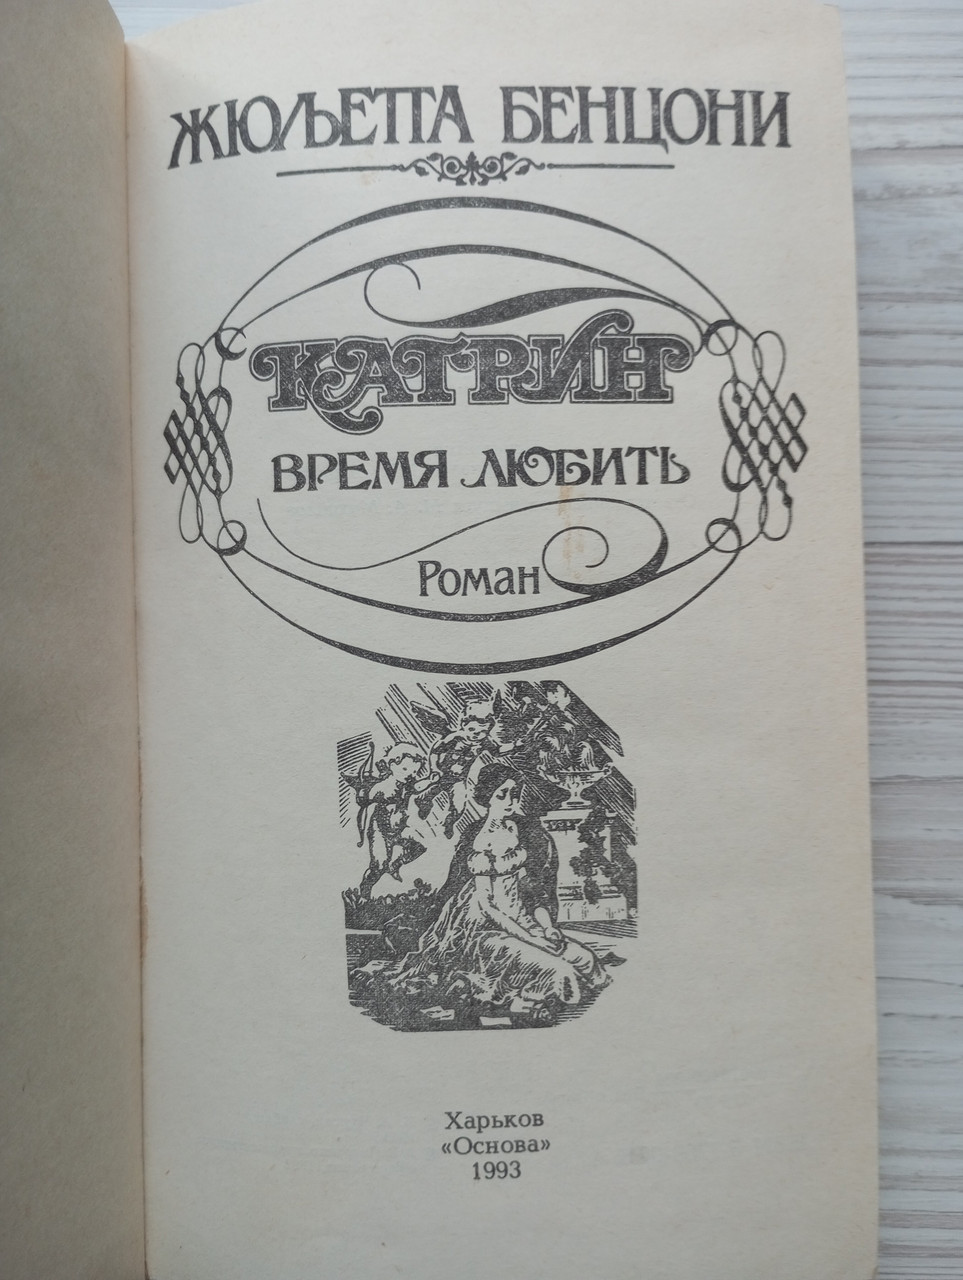 ЖЮЛЬЕТТА БЕНЦОНИ
КАТРИН
ВРЕМЯ ЛЮБИТЬ
Роман
Харьков
«Основа»
1993